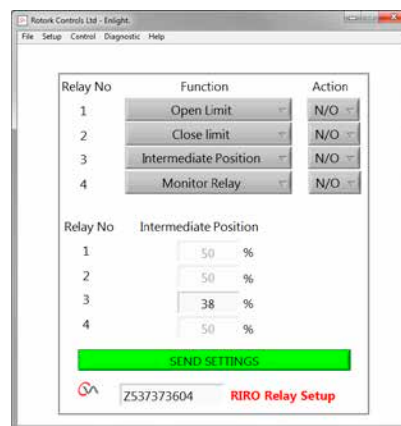 Rotork Controls Ltd - Enlight.
File Setup Control Diagnostic Help
Relay No Function Action
1 Open Limit N/O
2 Close limit N/O
3 Intermediate Position N/O
4 Monitor Relay N/O
Relay No Intermediate Position
1 50 %
2 50 %
3 38 %
4 50 %
SEND SETTINGS
Z537373604 RIRO Relay Setup